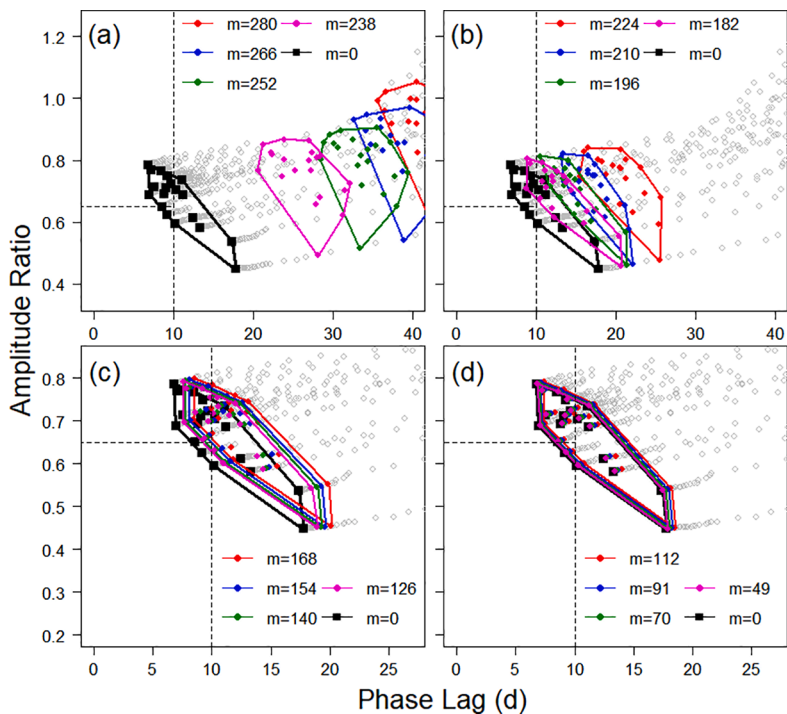 (a) m=280 m=238
m=266 m=0
m=252
(b) m=224 m=182
m=210 m=0
m=196
1.2
1.0
0.8
0.6
0.4
0 10 20 30 40
0 10 20 30 40
(c)
(d)
0.8
0.7
0.6
0.5
0.4
0.3
0.2
m=168
m=154 m=126
m=140 m=0
m=112
m=91 m=49
m=70 m=0
0 5 10 15 20 25
0 5 10 15 20 25
Amplitude Ratio
Phase Lag (d)